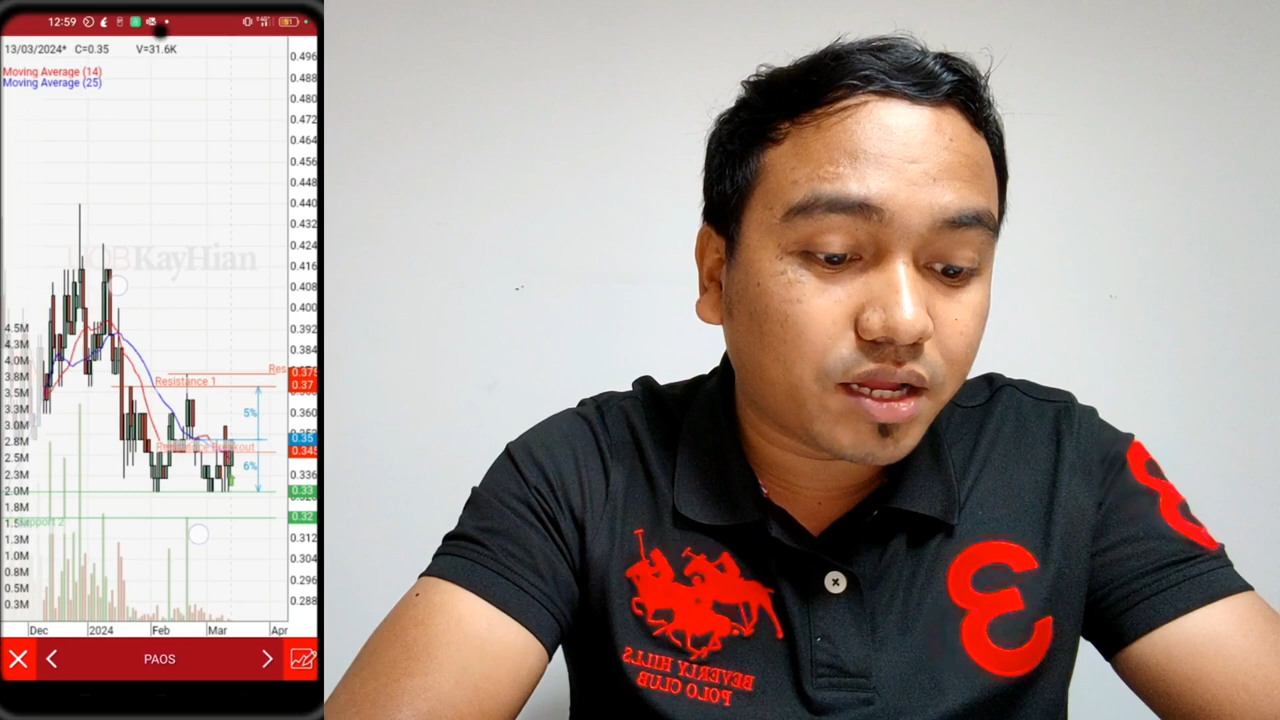 12:59
51
13/03/2024* C=0.35 V=31.6K
Moving Average (14)
Moving Average (25)
KayHian
0.496
0.488
0.480
0.472
0.464
0.456
0.448
0.440
0.432
0.424
0.416
0.408
0.400
0.392
0.384
0.375
0.37
0.360
0.35
0.345
0.336
0.33
0.32
0.312
0.304
0.296
0.288
4.5M
4.3M
4.0M
3.8M
3.5M
3.3M
3.0M
2.8M
2.5M
2.3M
2.0M
1.8M
1.5M
1.3M
1.0M
0.8M
0.5M
0.3M
Res
Resistance 1
5%
6%
Support 2
Dec 2024 Feb Mar Apr
PAOS
BEVERLY HILLS
POLO CLUB
3
3